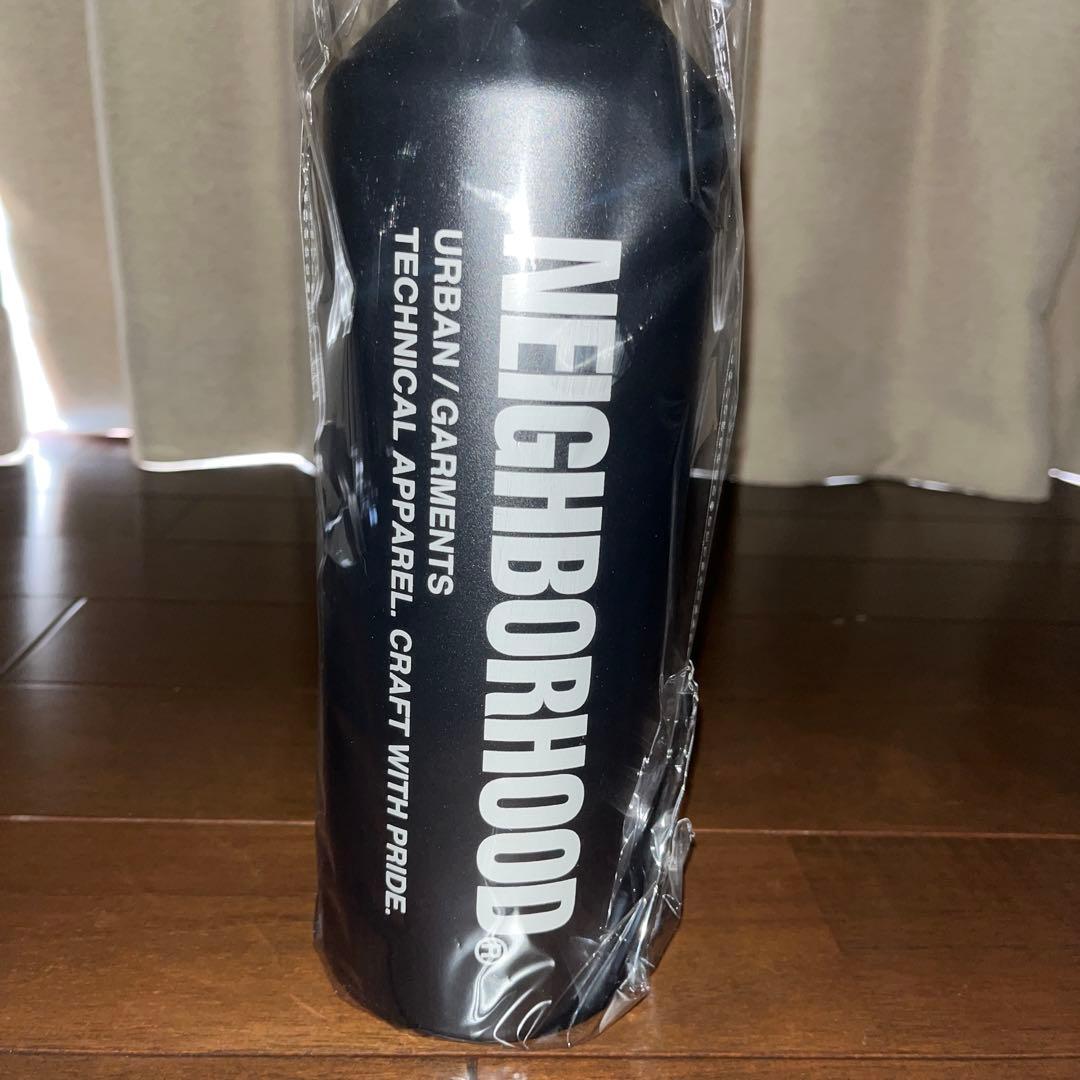 NEIGHBORHOOD®
URBAN / GARMENTS
TECHNICAL APPAREL. CRAFT WITH PRIDE.